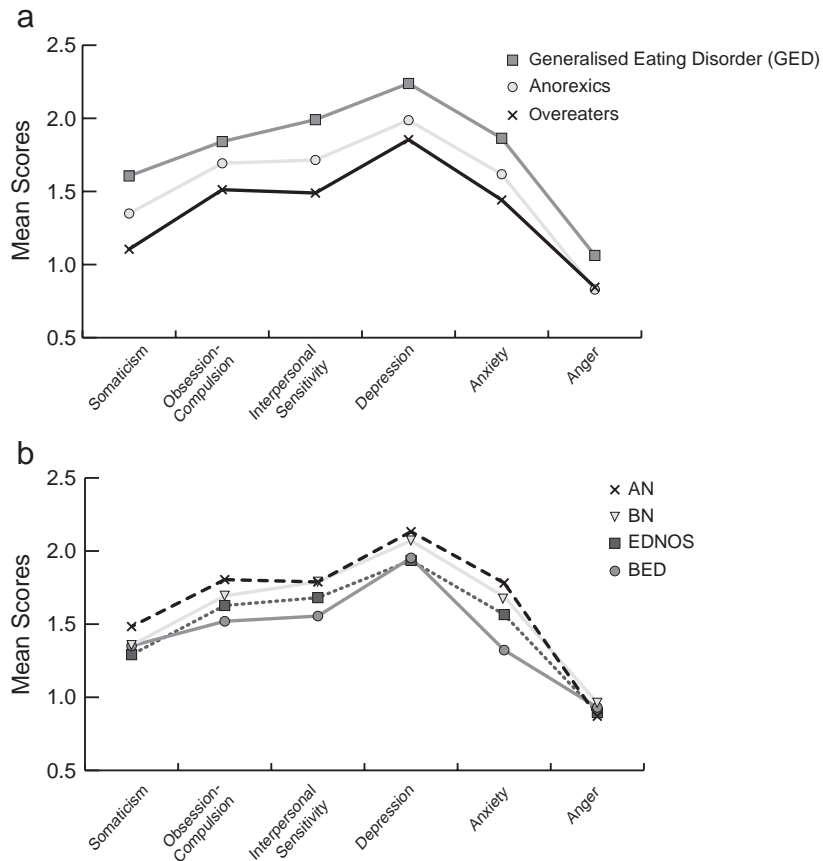 a
2.5
2.0
1.5
1.0
0.5
Mean Scores
Generalised Eating Disorder (GED)
Anorexics
Overeaters
Somaticism
Obsession-
Compulsion
Interpersonal
Sensitivity
Depression
Anxiety
Anger
b
2.5
2.0
1.5
1.0
0.5
Mean Scores
AN
BN
EDNOS
BED
Somaticism
Obsession-
Compulsion
Interpersonal
Sensitivity
Depression
Anxiety
Anger